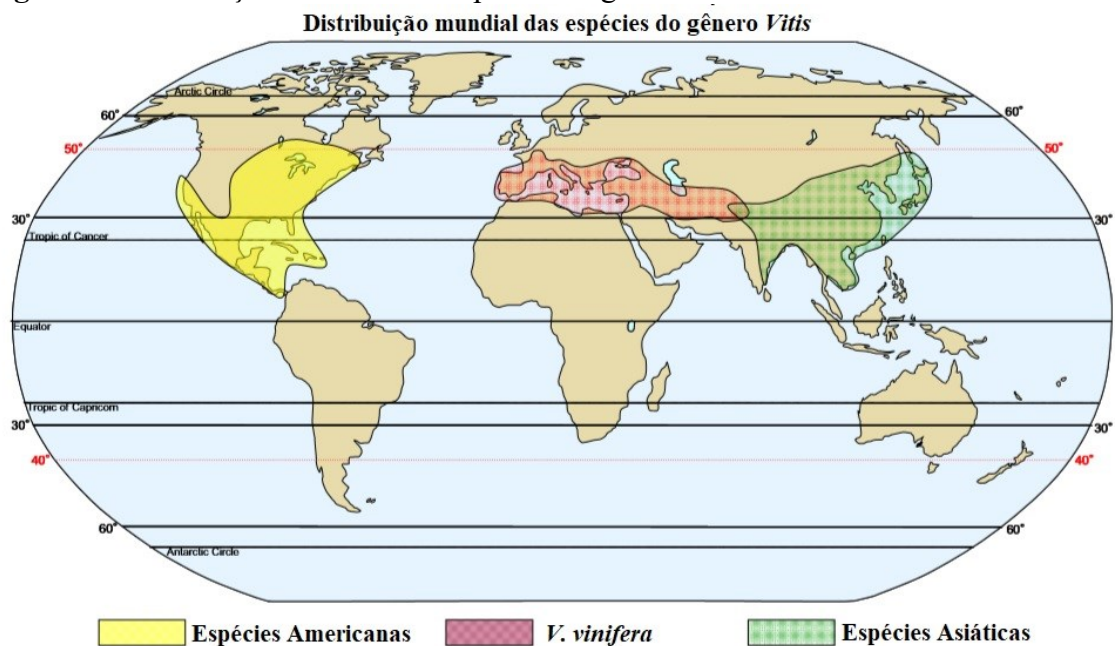 Distribuição mundial das espécies do gênero Vitis
Arctic Circle
60° 60°
50° 50°
30° 30°
Tropic of Cancer
Equator
Tropic of Capricorn
30° 30°
40° 40°
60° 60°
Antarctic Circle
Espécies Americanas V. vinifera Espécies Asiáticas